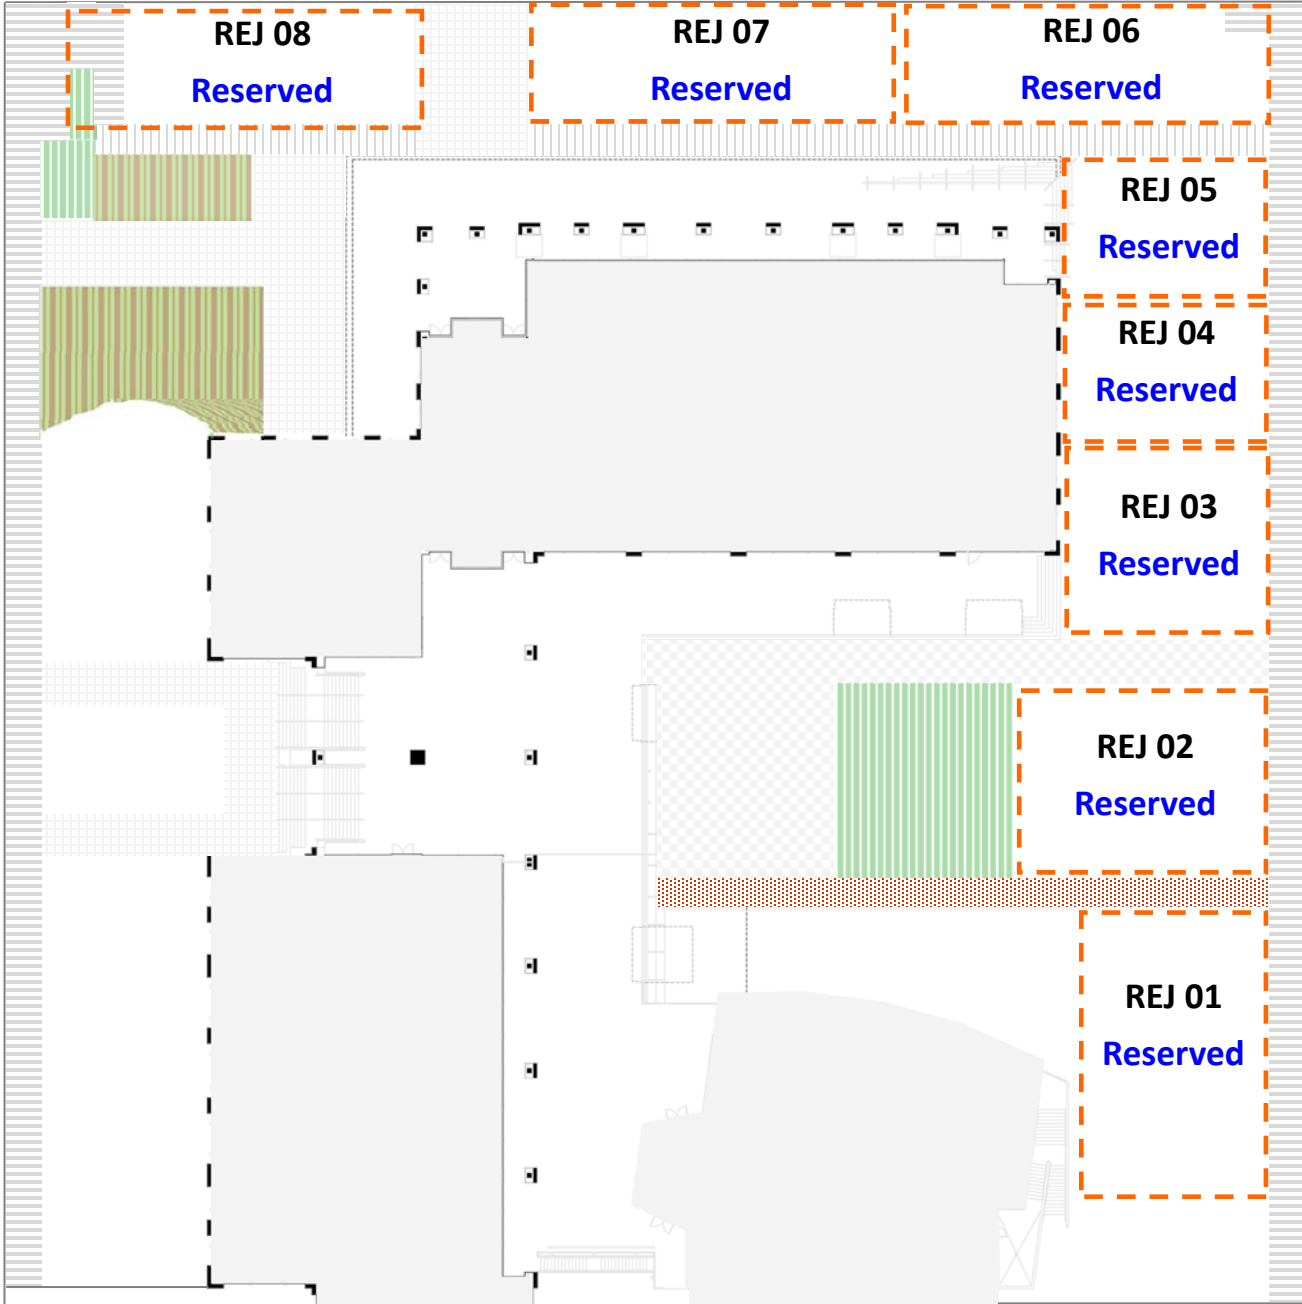 REJ 08
Reserved
REJ 07
Reserved
REJ 06
Reserved
REJ 05
Reserved
REJ 04
Reserved
REJ 03
Reserved
REJ 02
Reserved
REJ 01
Reserved